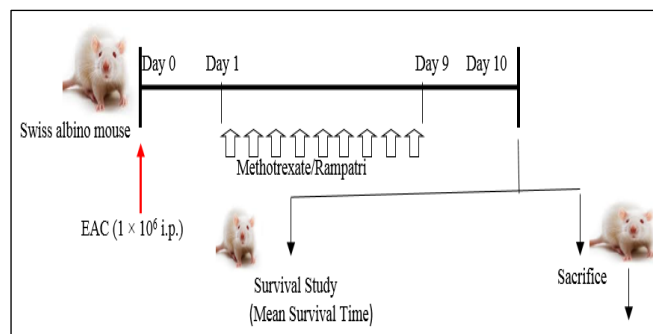 Day 0 Day 1 Day 9 Day 10
Swiss albino mouse
Methotrexate/Rampatri
EAC (1 × 10⁶ i.p.)
Survival Study
(Mean Survival Time)
Sacrifice